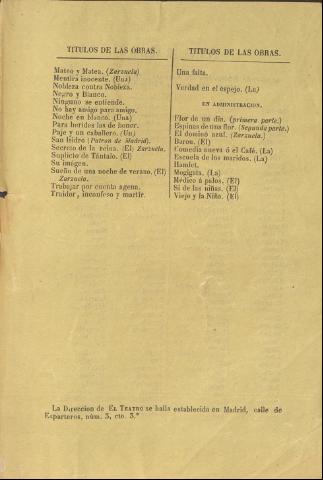 TITULOS DE LAS OBRAS.
Mateo y Matea. (Zarzuela)
Mentira inocente. (Una)
Nobleza contra Nobleza.
Negro y Blanco.
Ninguno se entiende.
No hay amigo para amigo.
Noche en blanco. (Una)
Para heridas las de honor.
Paje y un caballero. (Un)
San Isidro (Patron de Madrid).
Secreto de la reina. (El) Zarzuela.
Suplicio de Tántalo. (El)
Su imágen.
Sueño de una noche de verano. (El)
Zarzuela.
Trabajar por cuenta agena.
Traidor, inconfeso y martir.
TITULOS DE LAS OBRAS.
Una falta.
Verdad en el espejo. (La)
EN ADMINISTRACION.
Flor de un dia. (primera parte.)
Espinas de una flor. (Segunda parte.)
El dominó azul. (Zarzuela.)
Baron. (El)
Comedia nueva ó el Café. (La)
Escuela de los maridos. (La)
Hamlet.
Mogigata. (La)
Médico á palos. (El)
Sí de las niñas. (El)
Viejo y la Niña. (El)
La Direccion de EL TEATRO se halla establecida en Madrid, calle de
Esparteros, núm. 3, cto. 3.º